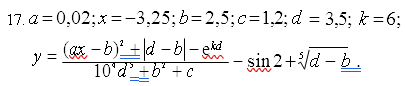 17. a = 0,02; x = –3,25; b = 2,5; c = 1,2; d = 3,5; k = 6;
y = ((ax – b)² + |d – b| – e^{kd}) / (10⁴d³ + b² + c) – sin 2 + ⁵√(d – b) .